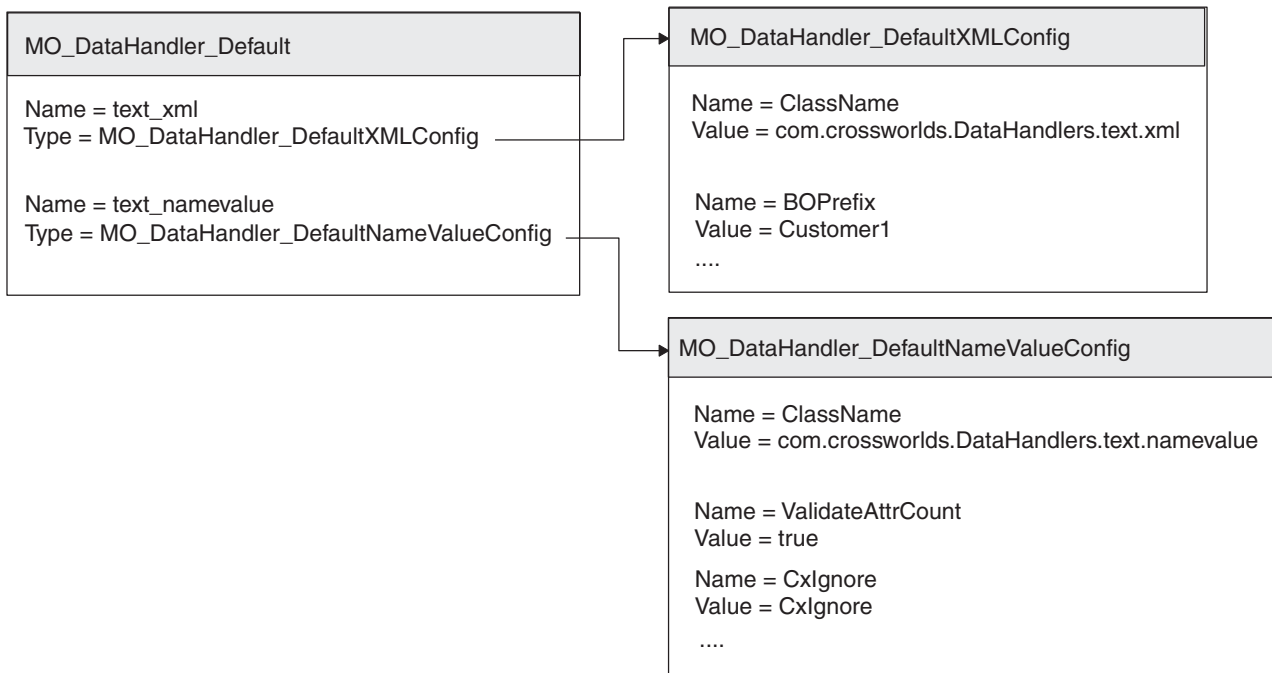 MO_DataHandler_Default
Name = text_xml
Type = MO_DataHandler_DefaultXMLConfig
Name = text_namevalue
Type = MO_DataHandler_DefaultNameValueConfig
MO_DataHandler_DefaultXMLConfig
Name = ClassName
Value = com.crossworlds.DataHandlers.text.xml
Name = BOPrefix
Value = Customer1
....
MO_DataHandler_DefaultNameValueConfig
Name = ClassName
Value = com.crossworlds.DataHandlers.text.namevalue
Name = ValidateAttrCount
Value = true
Name = CxIgnore
Value = CxIgnore
....